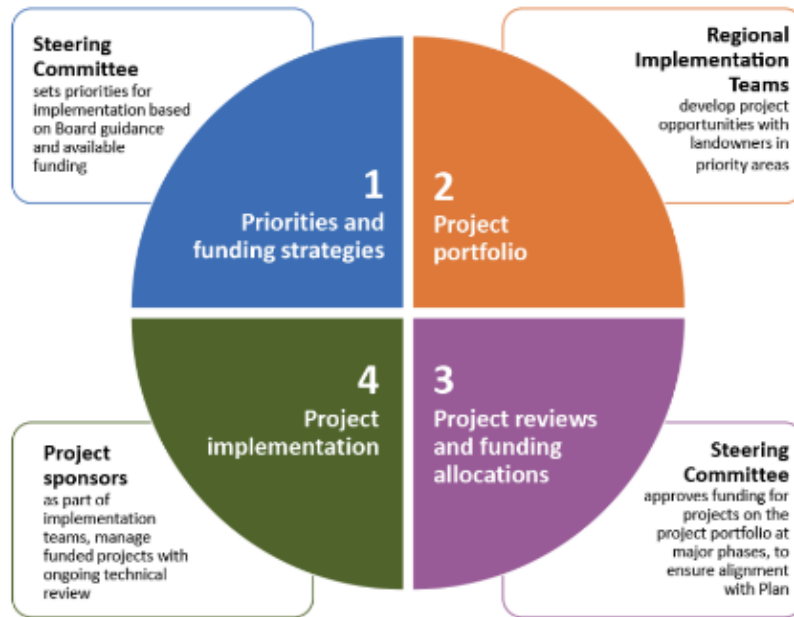 Steering
Committee
sets priorities for
implementation based
on Board guidance
and available
funding
Regional
Implementation
Teams
develop project
opportunities with
landowners in
priority areas
1
Priorities and
funding strategies
2
Project
portfolio
4
Project
implementation
3
Project reviews
and funding
allocations
Project
sponsors
as part of
implementation
teams, manage
funded projects with
ongoing technical
review
Steering
Committee
approves funding for
projects on the
project portfolio at
major phases, to
ensure alignment
with Plan